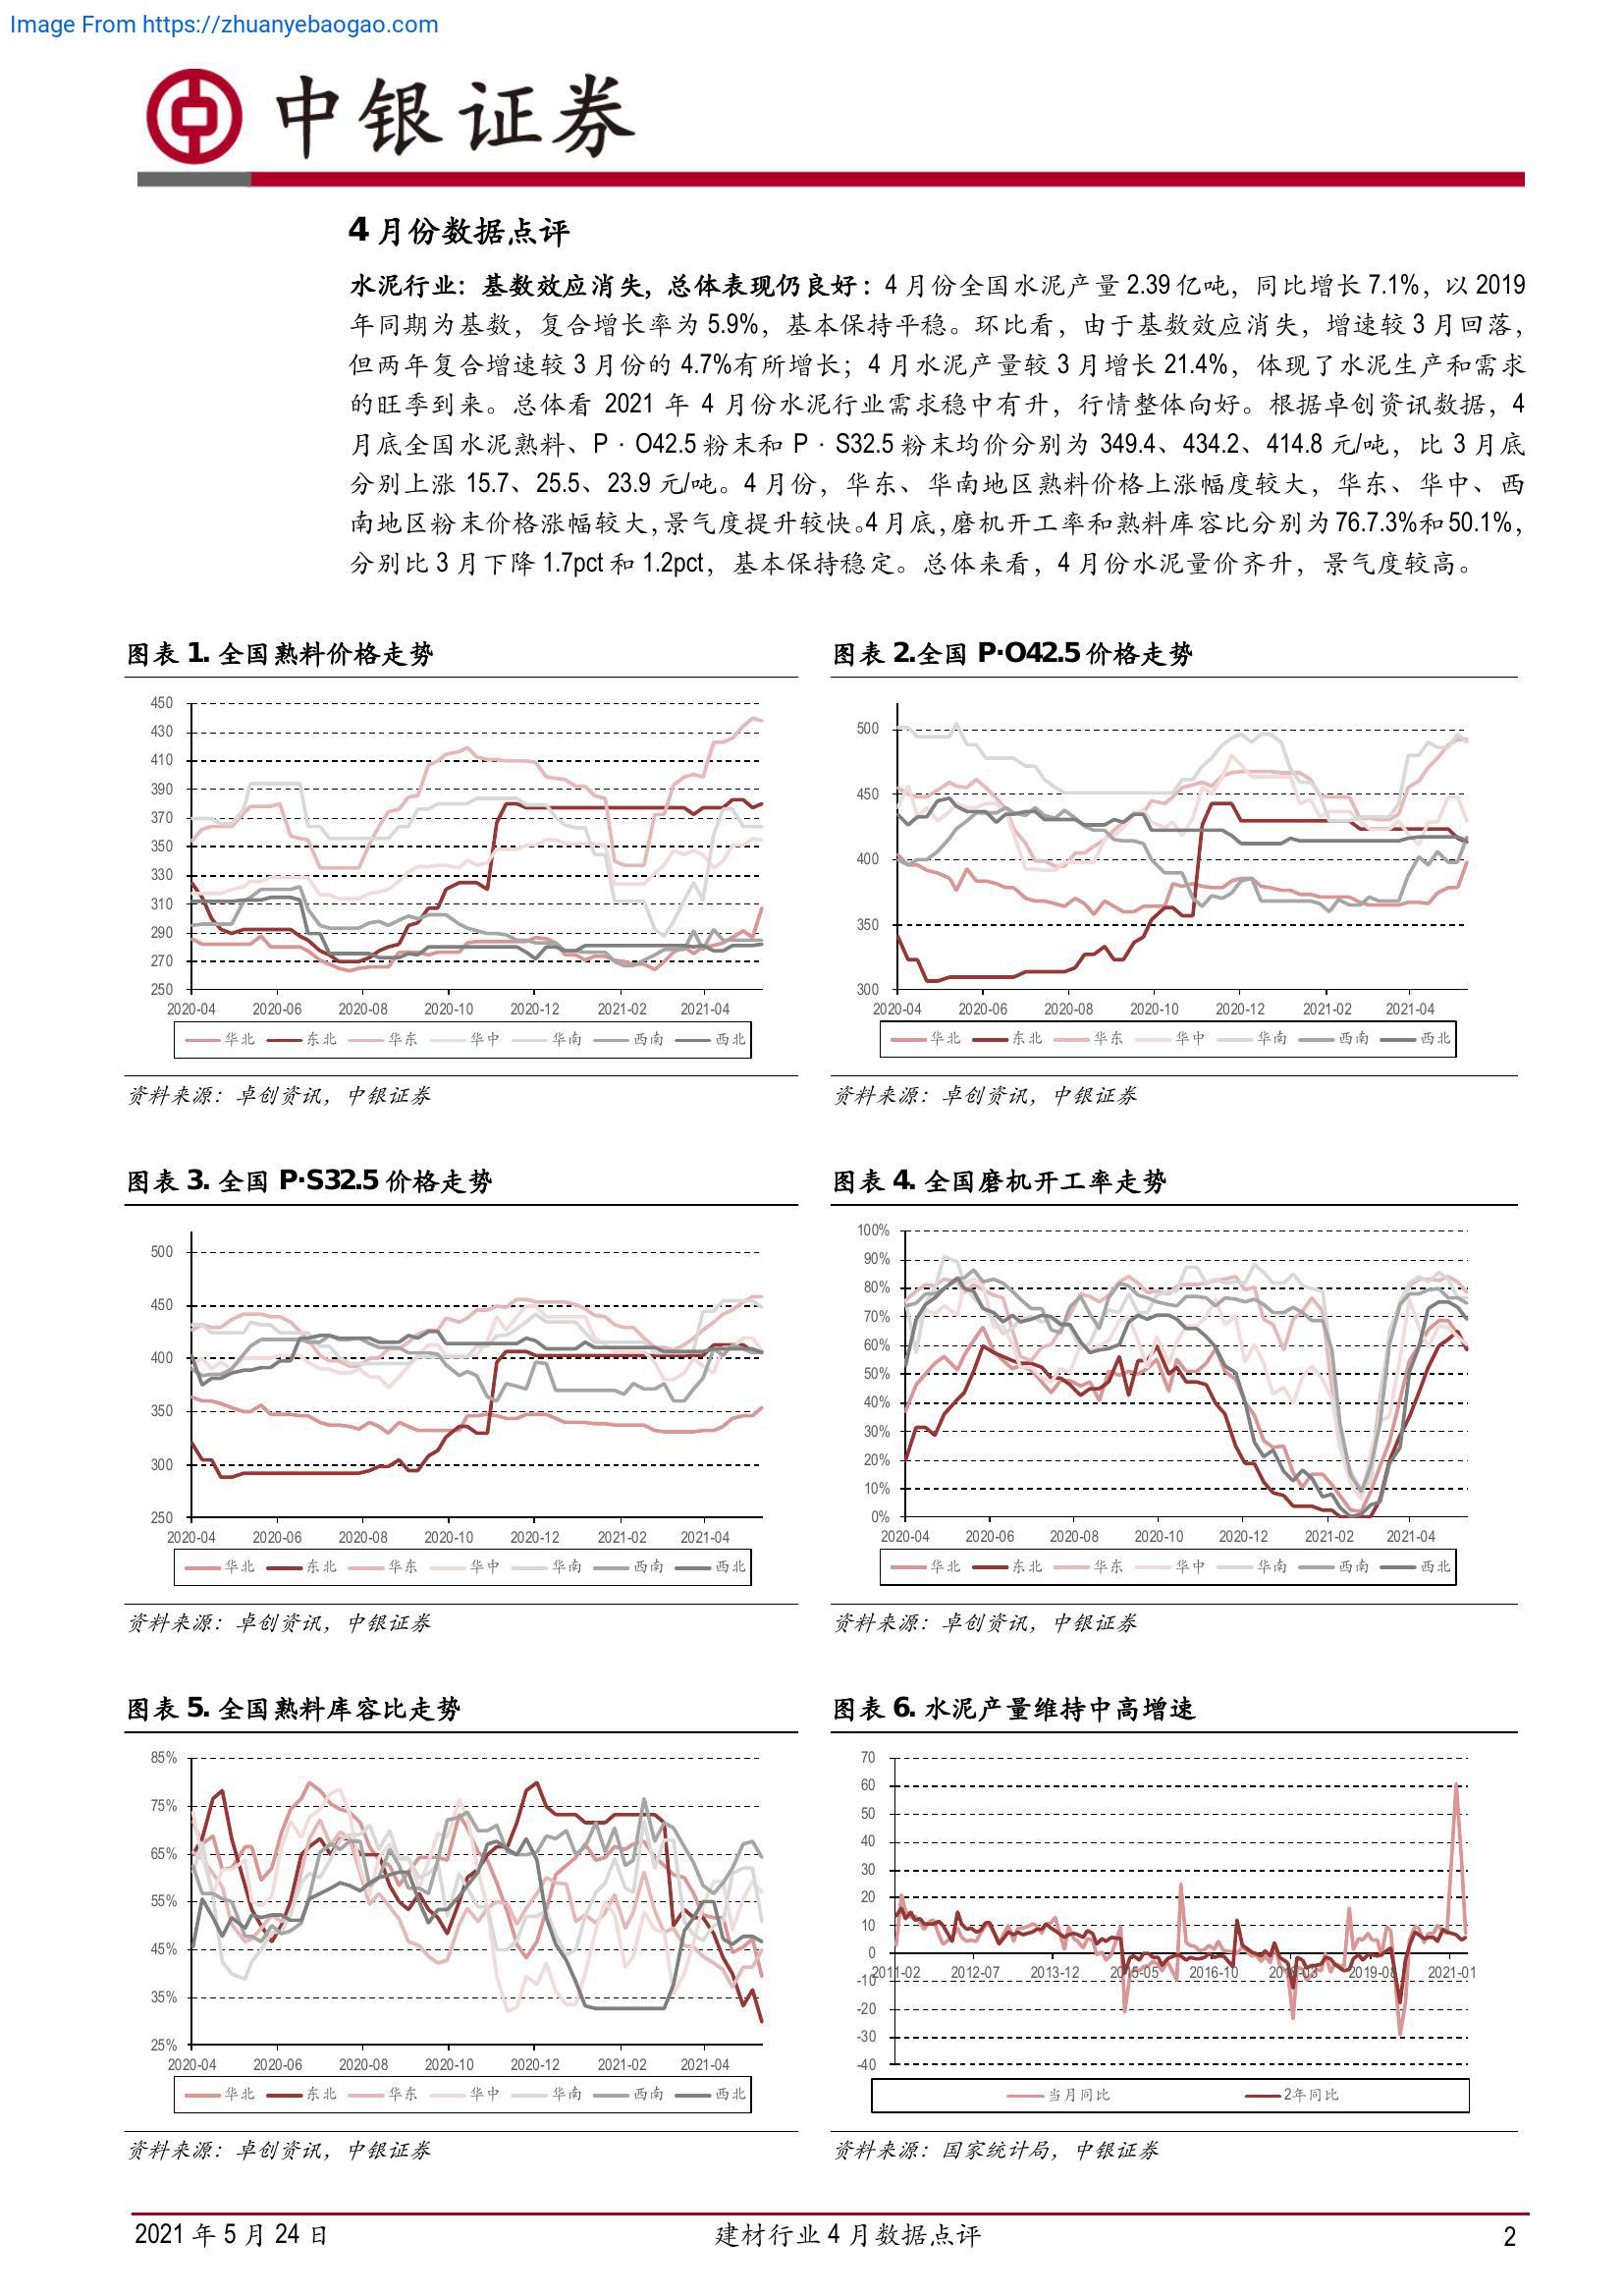 Image From https://zhuanyebaogao.com
中银证券
4 月份数据点评
水泥行业：基数效应消失，总体表现仍良好：4 月份全国水泥产量 2.39 亿吨，同比增长 7.1%，以 2019
年同期为基数，复合增长率为 5.9%，基本保持平稳。环比看，由于基数效应消失，增速较 3 月回落，
但两年复合增速较 3 月份的 4.7%有所增长；4 月水泥产量较 3 月增长 21.4%，体现了水泥生产和需求
的旺季到来。总体看 2021 年 4 月份水泥行业需求稳中有升，行情整体向好。根据卓创资讯数据，4
月底全国水泥熟料、P · O42.5 粉末和 P · S32.5 粉末均价分别为 349.4、434.2、414.8 元/吨，比 3 月底
分别上涨 15.7、25.5、23.9 元/吨。4 月份，华东、华南地区熟料价格上涨幅度较大，华东、华中、西
南地区粉末价格涨幅较大，景气度提升较快。4 月底，磨机开工率和熟料库容比分别为 76.7.3%和 50.1%，
分别比 3 月下降 1.7pct 和 1.2pct，基本保持稳定。总体来看，4 月份水泥量价齐升，景气度较高。
图表 1. 全国熟料价格走势
450
430
410
390
370
350
330
310
290
270
250
2020-04 2020-06 2020-08 2020-10 2020-12 2021-02 2021-04
华北 东北 华东 华中 华南 西南 西北
资料来源：卓创资讯，中银证券
图表 2.全国 P·O42.5 价格走势
500
450
400
350
300
2020-04 2020-06 2020-08 2020-10 2020-12 2021-02 2021-04
华北 东北 华东 华中 华南 西南 西北
资料来源：卓创资讯，中银证券
图表 3. 全国 P·S32.5 价格走势
500
450
400
350
300
250
2020-04 2020-06 2020-08 2020-10 2020-12 2021-02 2021-04
华北 东北 华东 华中 华南 西南 西北
资料来源：卓创资讯，中银证券
图表 4. 全国磨机开工率走势
100%
90%
80%
70%
60%
50%
40%
30%
20%
10%
0%
2020-04 2020-06 2020-08 2020-10 2020-12 2021-02 2021-04
华北 东北 华东 华中 华南 西南 西北
资料来源：卓创资讯，中银证券
图表 5. 全国熟料库容比走势
85%
75%
65%
55%
45%
35%
25%
2020-04 2020-06 2020-08 2020-10 2020-12 2021-02 2021-04
华北 东北 华东 华中 华南 西南 西北
资料来源：卓创资讯，中银证券
图表 6. 水泥产量维持中高增速
70
60
50
40
30
20
10
0
-10
-20
-30
-40
2011-02 2012-07 2013-12 2015-05 2016-10 2018-03 2019-08 2021-01
当月同比 2年同比
资料来源：国家统计局，中银证券
2021 年 5 月 24 日 建材行业 4 月数据点评 2